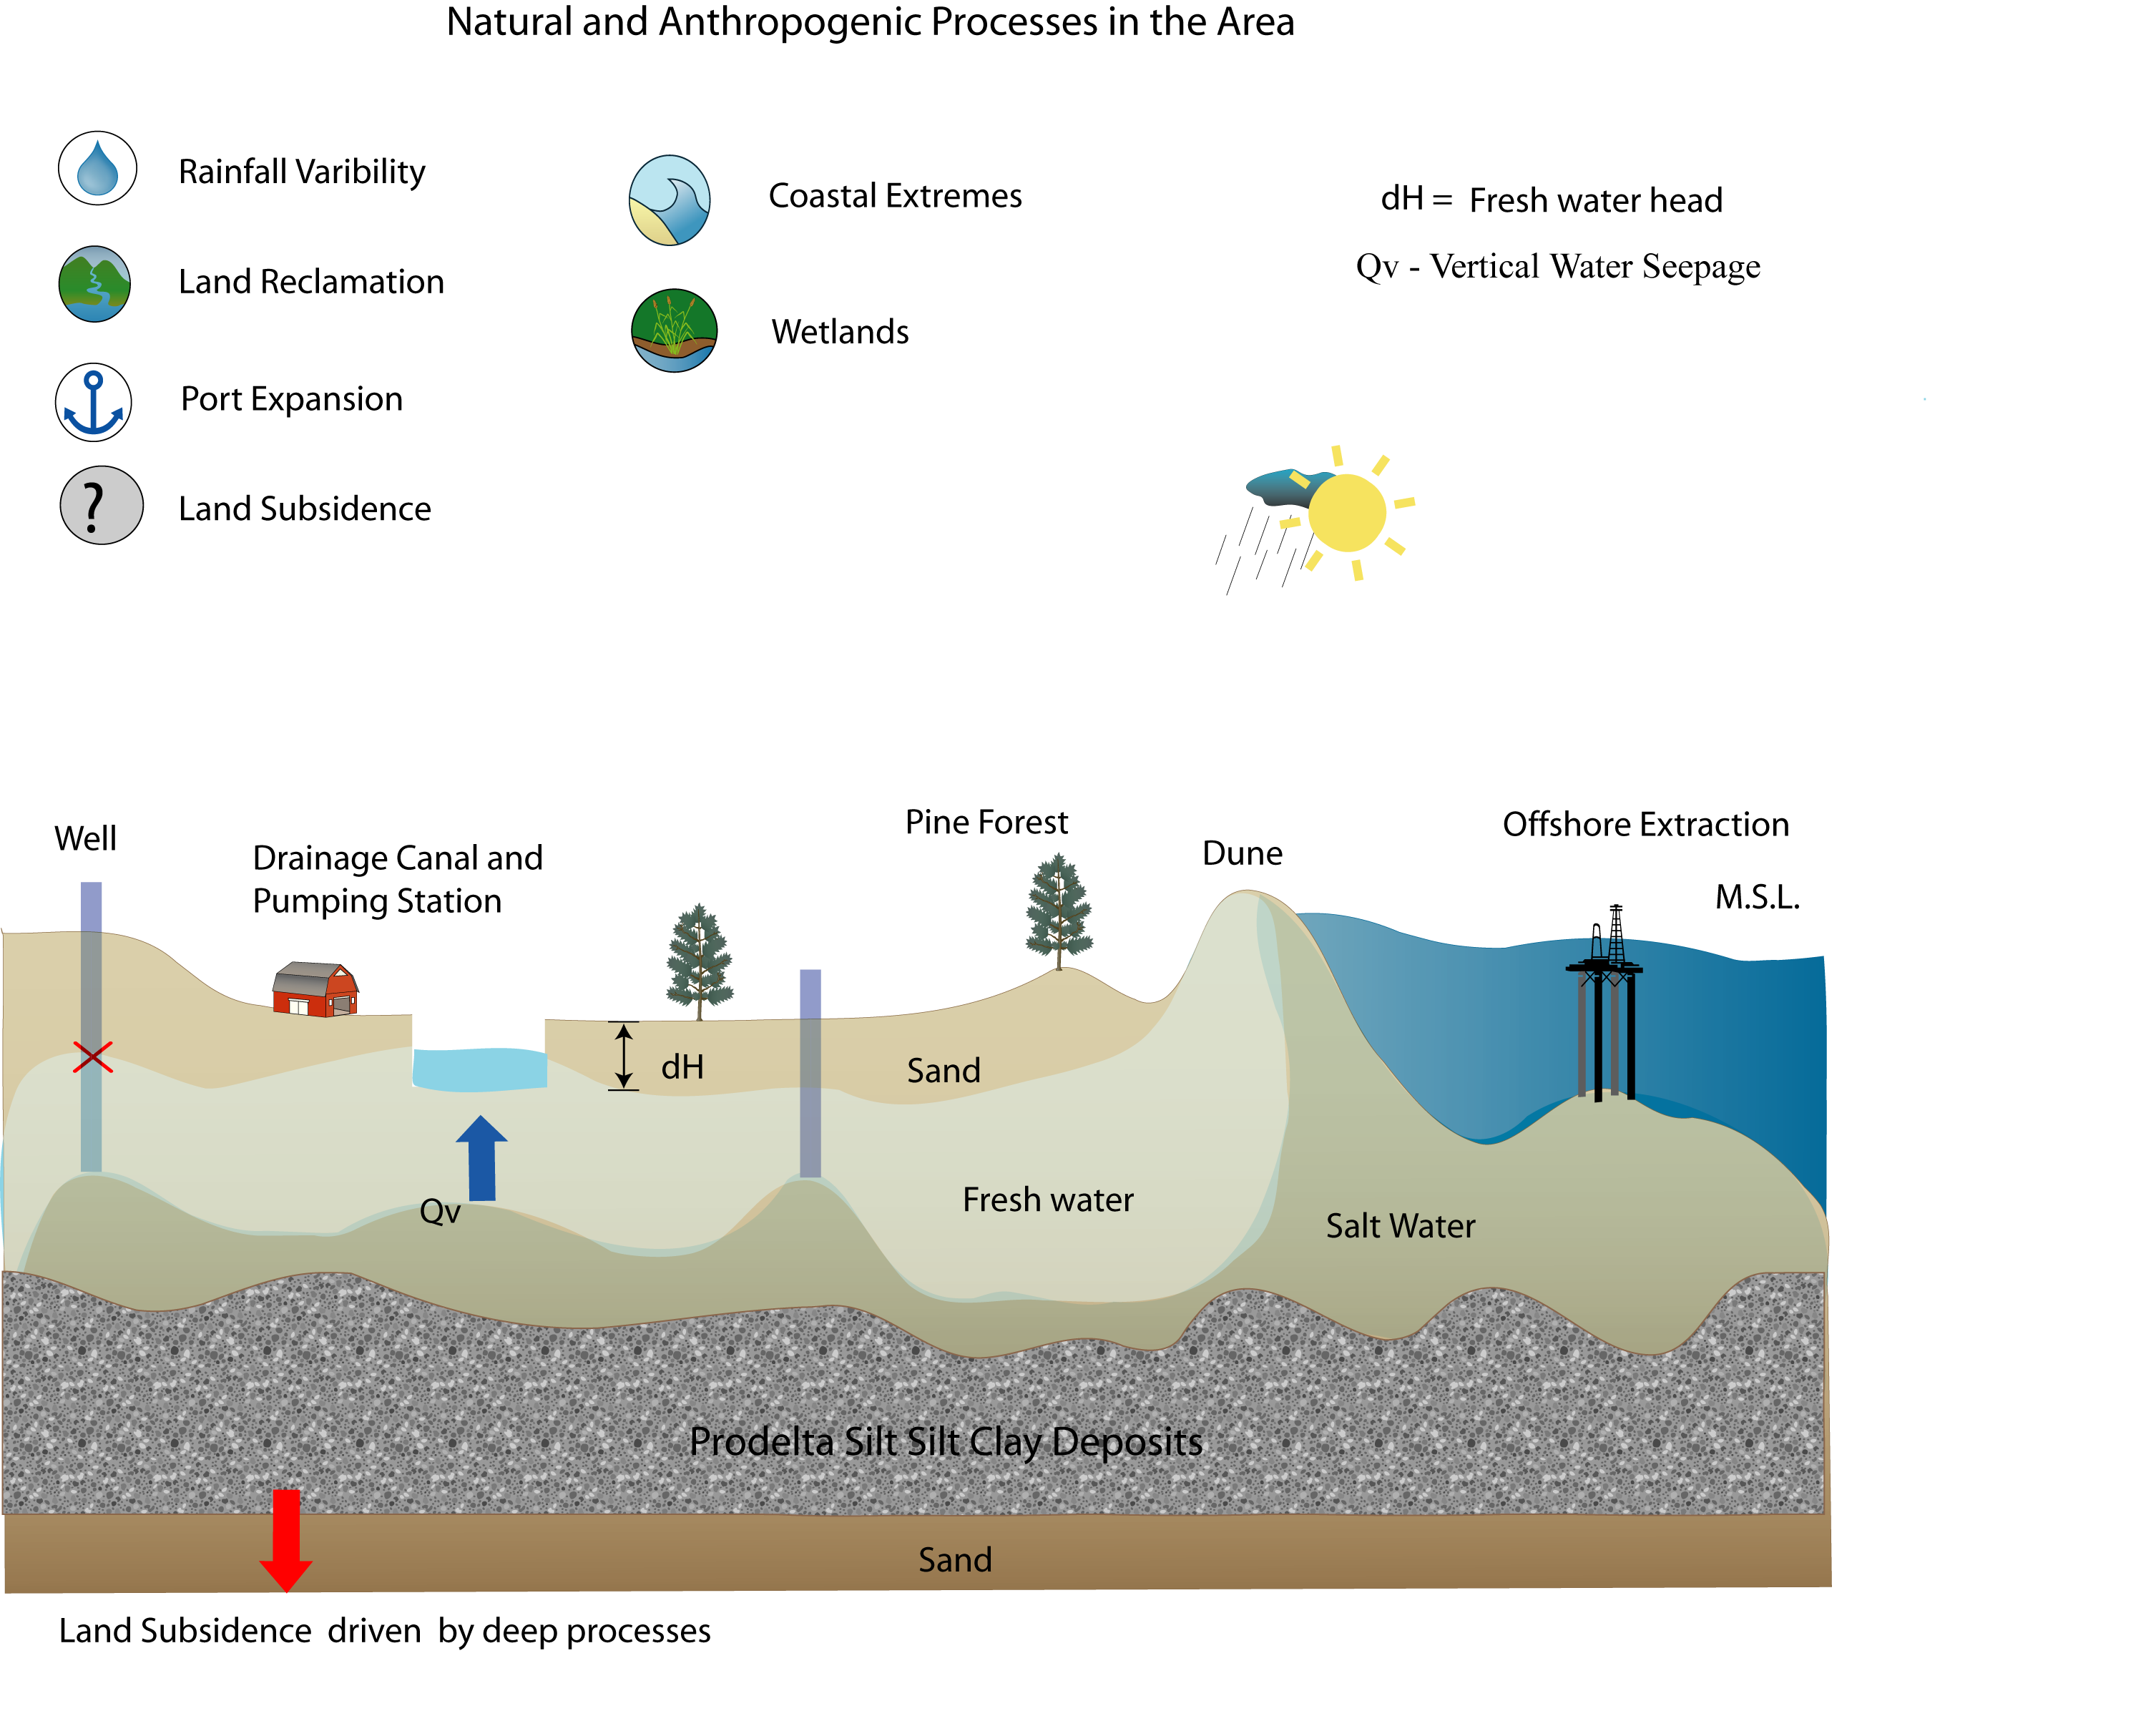 Natural and Anthropogenic Processes in the Area
Rainfall Varibility
Land Reclamation
Port Expansion
?
Land Subsidence
Coastal Extremes
Wetlands
dH = Fresh water head
Qv - Vertical Water Seepage
Well
Drainage Canal and
Pumping Station
Pine Forest
Dune
Offshore Extraction
M.S.L.
dH
Sand
Qv
Fresh water
Salt Water
Prodelta Silt Silt Clay Deposits
Sand
Land Subsidence driven by deep processes